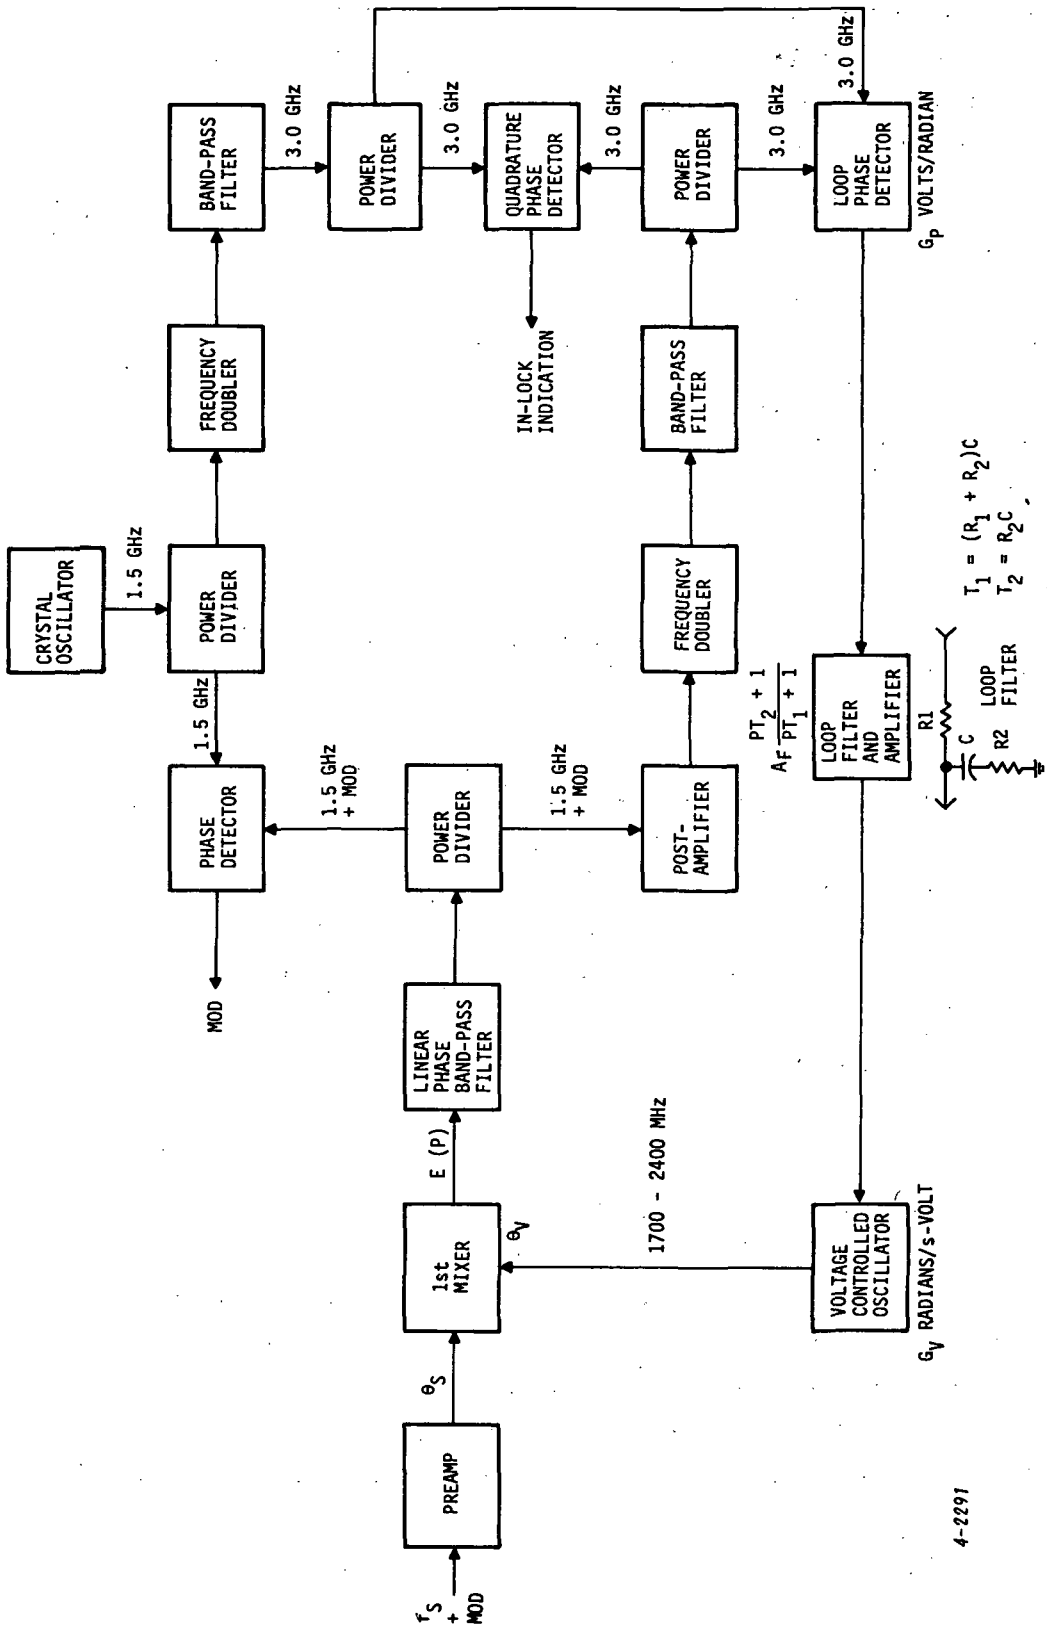 CRYSTAL
OSCILLATOR
1.5 GHz
MOD
PHASE
DETECTOR
1.5 GHz
POWER
DIVIDER
FREQUENCY
DOUBLER
BAND-PASS
FILTER
3.0 GHz
1.5 GHz
+ MOD
POWER
DIVIDER
3.0 GHz
fS
+
MOD
PREAMP
θS
1st
MIXER
θV
E (P)
LINEAR
PHASE
BAND-PASS
FILTER
POWER
DIVIDER
1.5 GHz
+ MOD
IN-LOCK
INDICATION
QUADRATURE
PHASE
DETECTOR
3.0 GHz
1700 - 2400 MHz
POST-
AMPLIFIER
FREQUENCY
DOUBLER
BAND-PASS
FILTER
POWER
DIVIDER
3.0 GHz
3.0 GHz
VOLTAGE
CONTROLLED
OSCILLATOR
GV RADIANS/s-VOLT
AF PT2 + 1
PT1 + 1
LOOP
FILTER
AND
AMPLIFIER
LOOP
PHASE
DETECTOR
GP VOLTS/RADIAN
R1
C
R2
LOOP
FILTER
T1 = (R1 + R2)C
T2 = R2C
4-2291